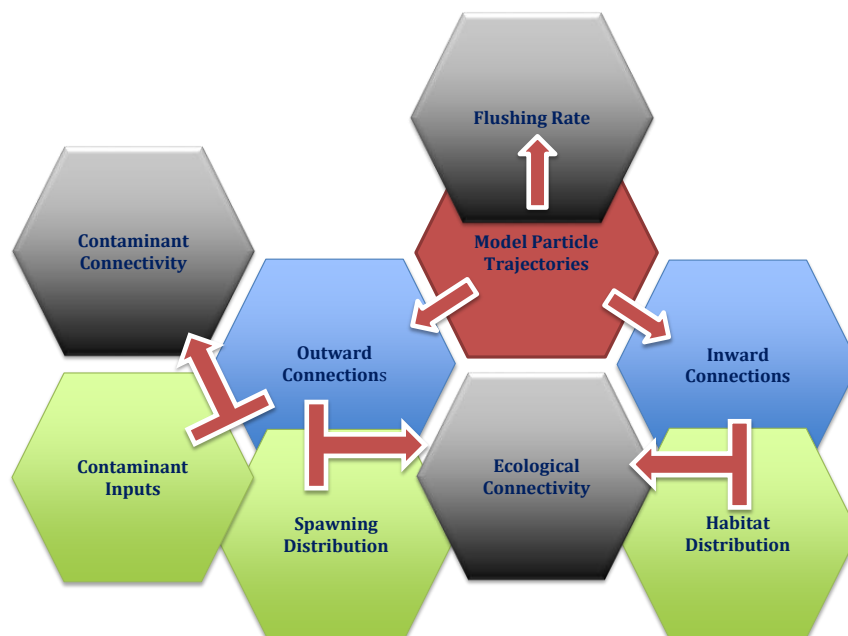 Flushing Rate
Contaminant
Connectivity
Model Particle
Trajectories
Outward
Connections
Inward
Connections
Contaminant
Inputs
Ecological
Connectivity
Spawning
Distribution
Habitat
Distribution